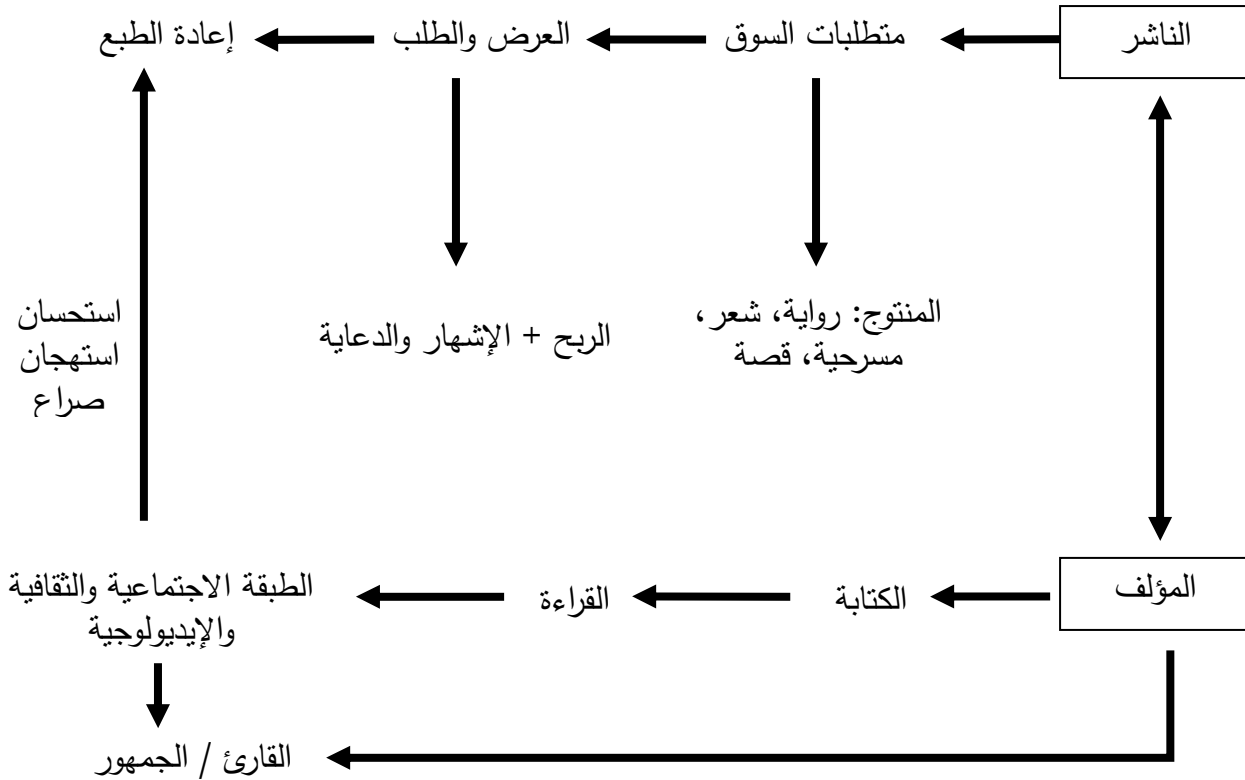 الناشر
متطلبات السوق
العرض والطلب
إعادة الطبع
المنتوج: رواية، شعر،
مسرحية، قصة
الربح + الإشهار والدعاية
استحسان
استهجان
صراع
المؤلف
الكتابة
القراءة
الطبقة الاجتماعية والثقافية
والإيديولوجية
القارئ / الجمهور